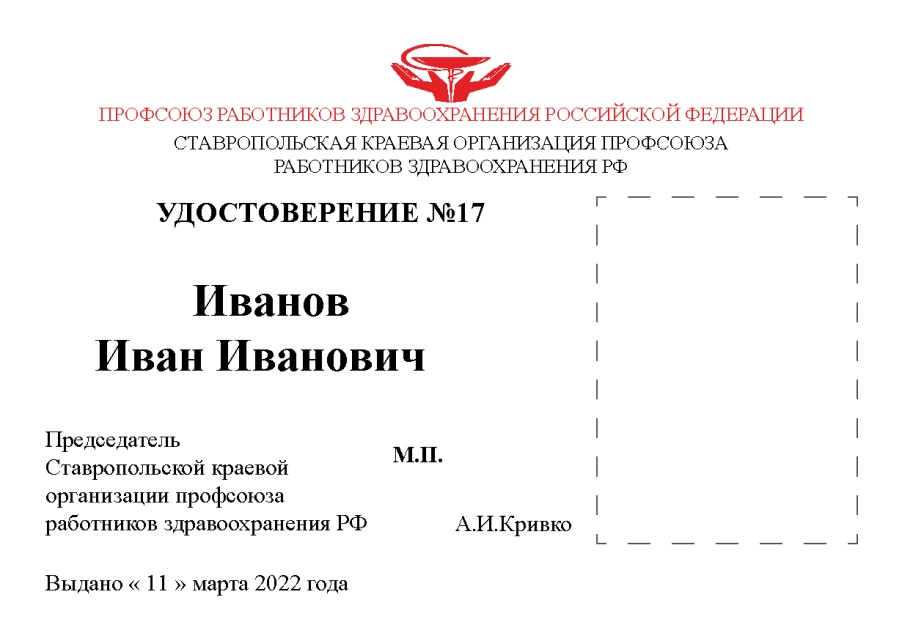 ПРОФСОЮЗ РАБОТНИКОВ ЗДРАВООХРАНЕНИЯ РОССИЙСКОЙ ФЕДЕРАЦИИ
СТАВРОПОЛЬСКАЯ КРАЕВАЯ ОРГАНИЗАЦИЯ ПРОФСОЮЗА
РАБОТНИКОВ ЗДРАВООХРАНЕНИЯ РФ
УДОСТОВЕРЕНИЕ №17
Иванов
Иван Иванович
Председатель
Ставропольской краевой
организации профсоюза
работников здравоохранения РФ
М.П.
А.И.Кривко
Выдано « 11 » марта 2022 года